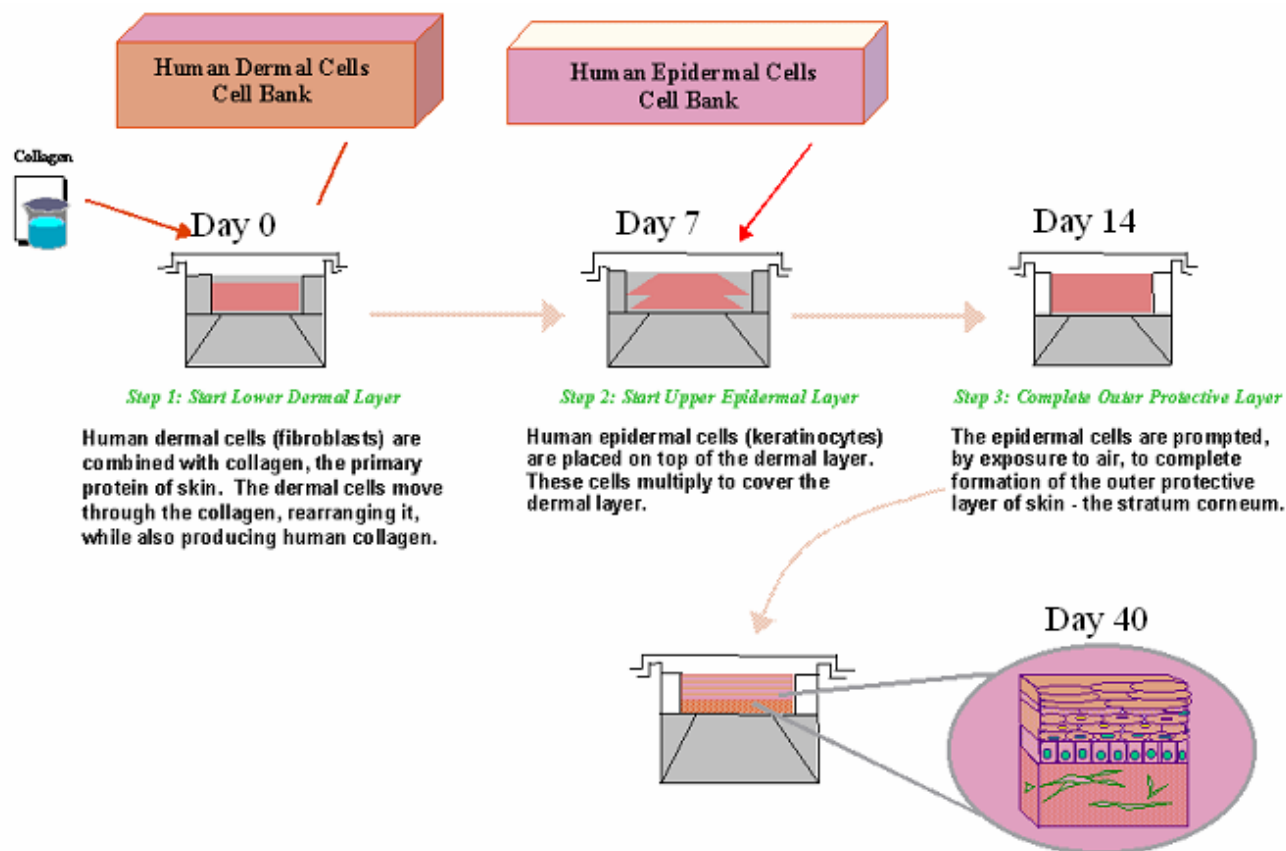 Human Dermal Cells
Cell Bank
Human Epidermal Cells
Cell Bank
Collagen
Day 0
Day 7
Day 14
Step 1: Start Lower Dermal Layer
Human dermal cells (fibroblasts) are
combined with collagen, the primary
protein of skin. The dermal cells move
through the collagen, rearranging it,
while also producing human collagen.
Step 2: Start Upper Epidermal Layer
Human epidermal cells (keratinocytes)
are placed on top of the dermal layer.
These cells multiply to cover the
dermal layer.
Step 3: Complete Outer Protective Layer
The epidermal cells are prompted,
by exposure to air, to complete
formation of the outer protective
layer of skin - the stratum corneum.
Day 40